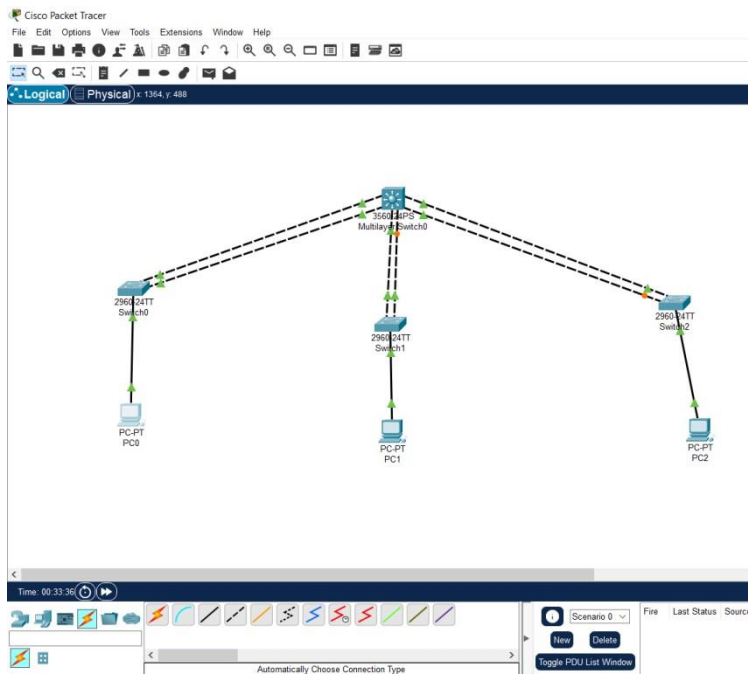 Cisco Packet Tracer
File Edit Options View Tools Extensions Window Help
Logical Physical x: 1364, y: 488
3560-24PS
Multilayer Switch0
2960-24TT
Switch0
2960-24TT
Switch1
2960-24TT
Switch2
PC-PT
PC0
PC-PT
PC1
PC-PT
PC2
Time: 00:33:36
Scenario 0
Fire Last Status Source
New Delete
Toggle PDU List Window
Automatically Choose Connection Type